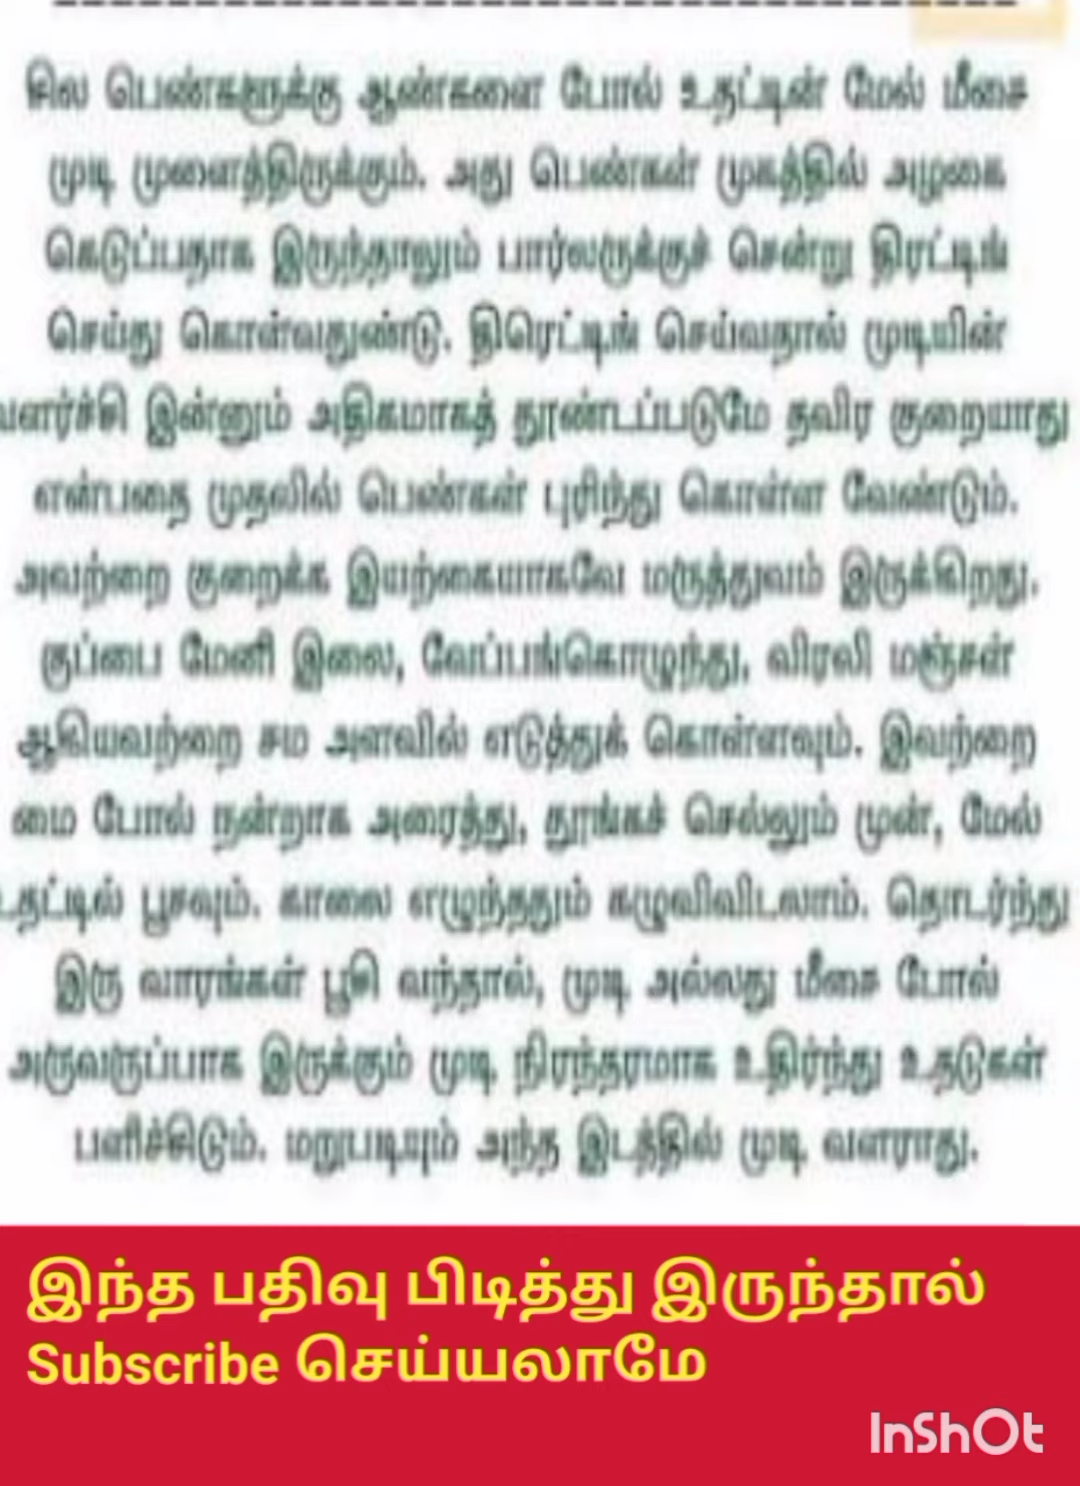 சில பெண்களுக்கு ஆண்களை போல் உதட்டின் மேல் மீசை
முடி முளைத்திருக்கும். அது பெண்கள் முகத்தில் அழகை
கெடுப்பதாக இருந்தாலும் பார்லருக்குச் சென்று திரட்டிங்
செய்து கொள்வதுண்டு. திரெட்டிங் செய்வதால் முடியின்
வளர்ச்சி இன்னும் அதிகமாகத் தூண்டப்படுமே தவிர குறையாது
என்பதை முதலில் பெண்கள் புரிந்து கொள்ள வேண்டும்.
அவற்றை குறைக்க இயற்கையாகவே மருத்துவம் இருக்கிறது.
குப்பை மேனி இலை, வேப்பங்கொழுந்து, விரலி மஞ்சள்
ஆகியவற்றை சம அளவில் எடுத்துக் கொள்ளவும். இவற்றை
மை போல் நன்றாக அரைத்து, தூங்கச் செல்லும் முன், மேல்
உதட்டில் பூசவும். காலை எழுந்ததும் கழுவிவிடலாம். தொடர்ந்து
இரு வாரங்கள் பூசி வந்தால், முடி அல்லது மீசை போல்
அருவருப்பாக இருக்கும் முடி நிரந்தரமாக உதிர்ந்து உதடுகள்
பளிச்சிடும். மறுபடியும் அந்த இடத்தில் முடி வளராது.
இந்த பதிவு பிடித்து இருந்தால்
Subscribe செய்யலாமே
InShOt